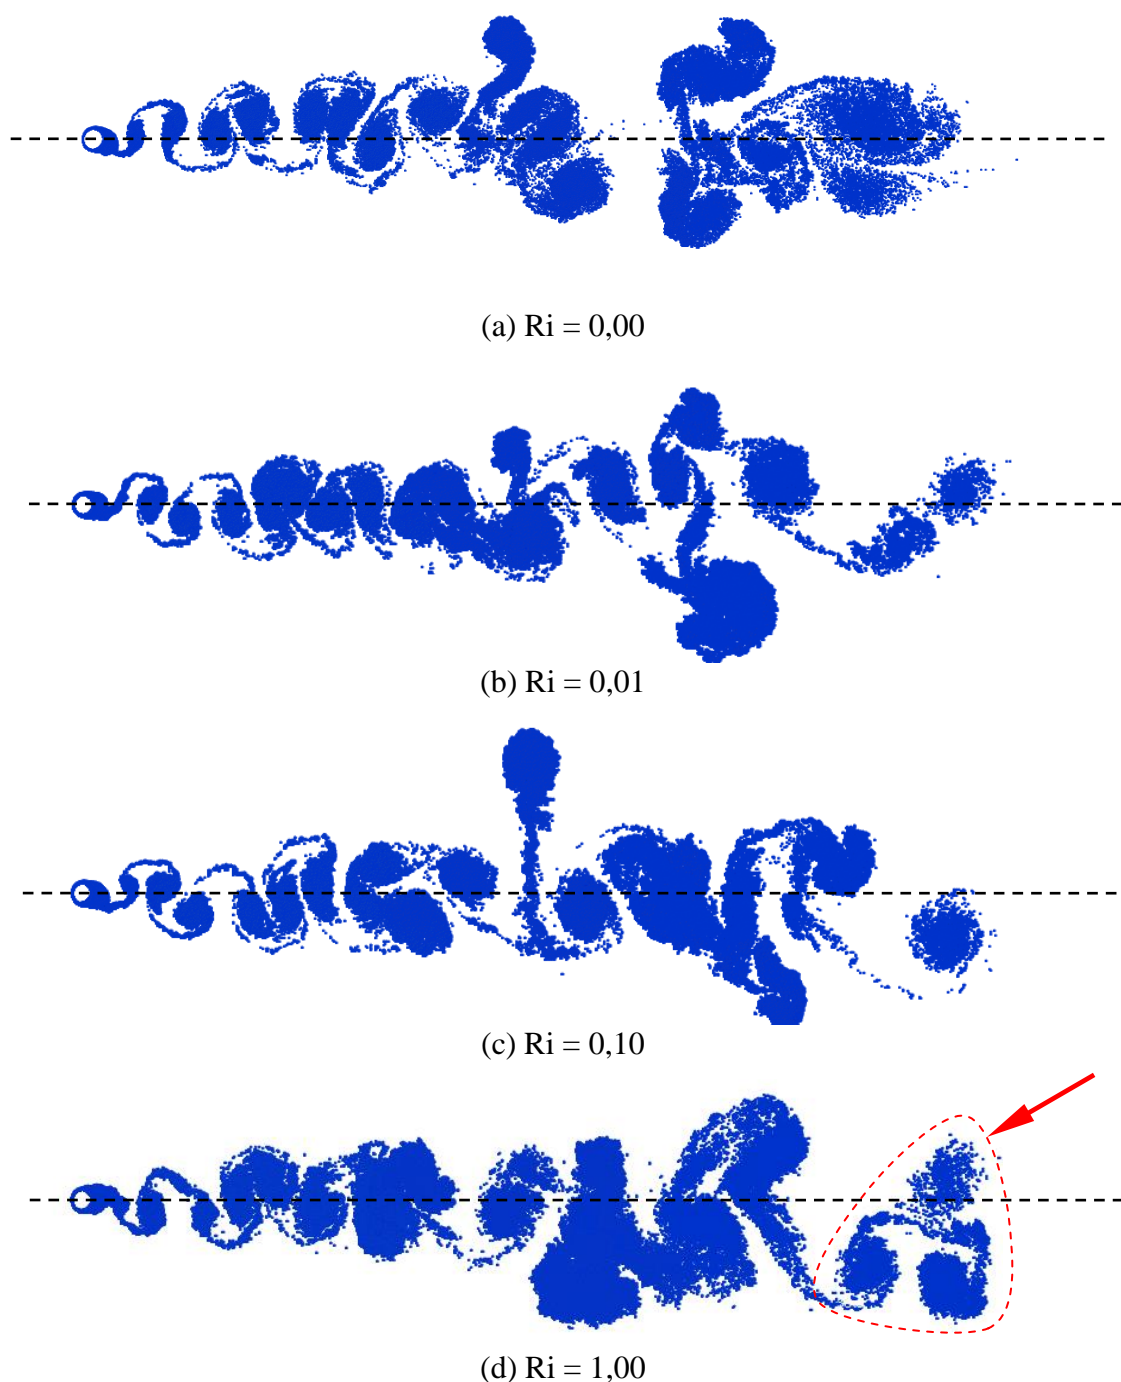 (a) Ri = 0,00
(b) Ri = 0,01
(c) Ri = 0,10
(d) Ri = 1,00